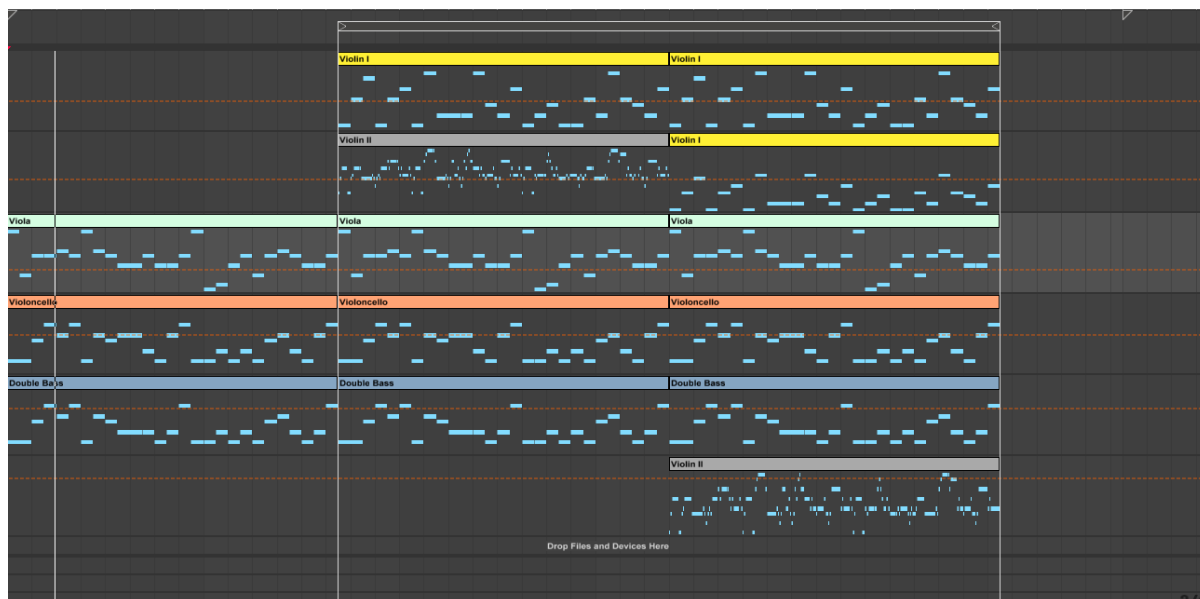 Violin I
Violin I
Violin II
Violin I
Viola
Viola
Viola
Violoncello
Violoncello
Violoncello
Double Bass
Double Bass
Double Bass
Violin II
Drop Files and Devices Here